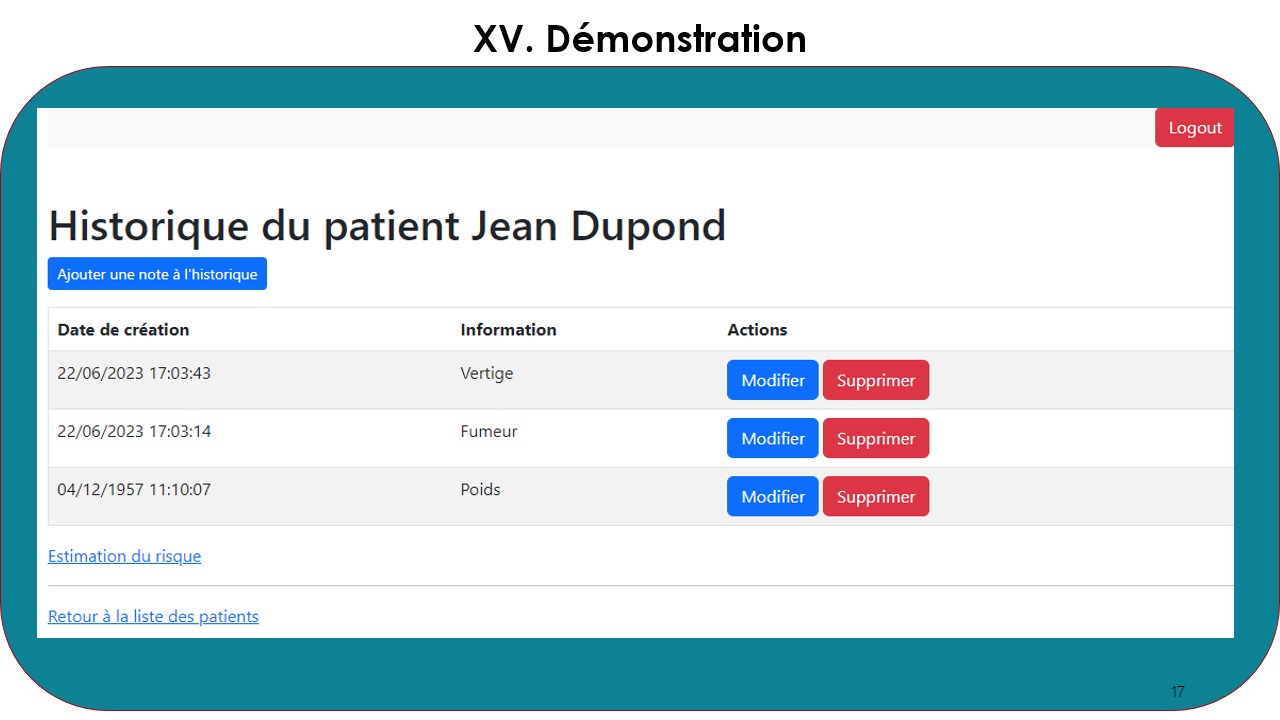 XV. Démonstration
Logout
Historique du patient Jean Dupond
Ajouter une note à l'historique
Date de création Information Actions
22/06/2023 17:03:43 Vertige Modifier Supprimer
22/06/2023 17:03:14 Fumeur Modifier Supprimer
04/12/1957 11:10:07 Poids Modifier Supprimer
Estimation du risque
Retour à la liste des patients
17